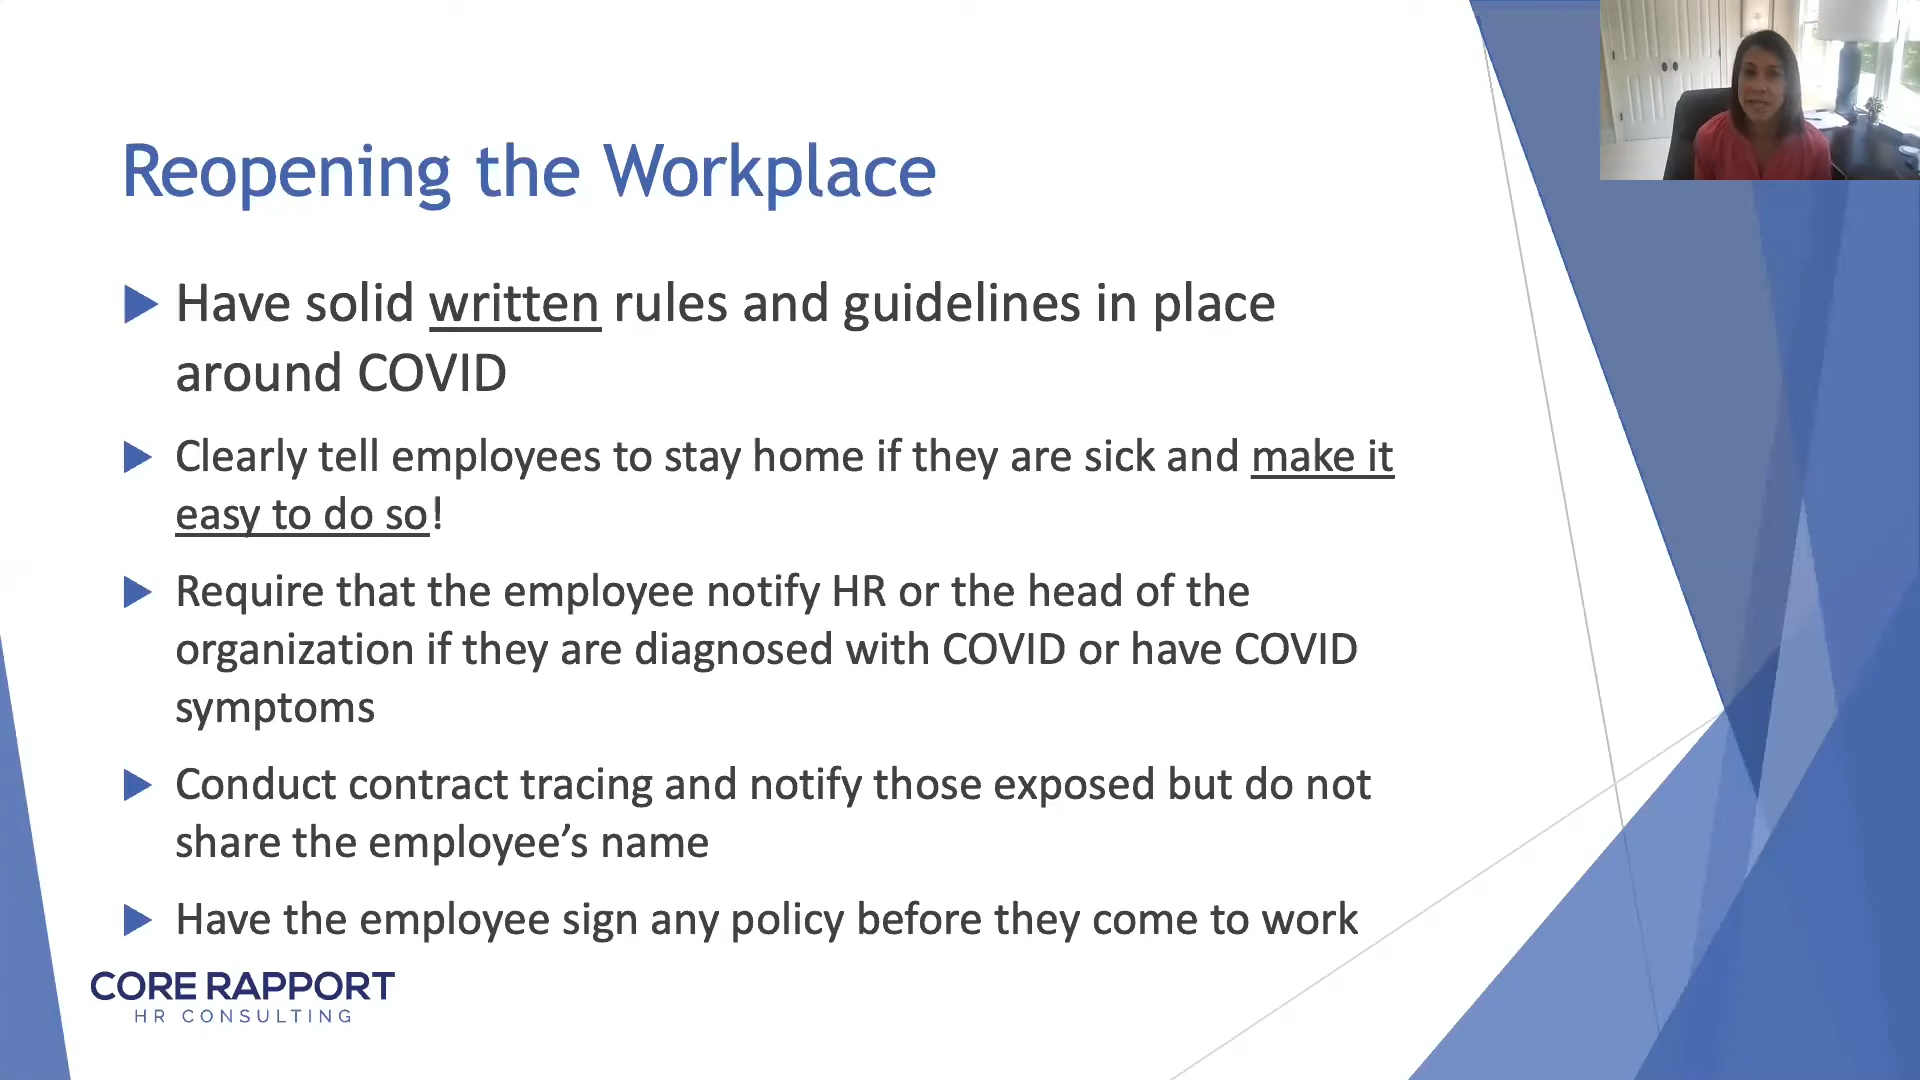 Reopening the Workplace
Have solid written rules and guidelines in place
around COVID
Clearly tell employees to stay home if they are sick and make it
easy to do so!
Require that the employee notify HR or the head of the
organization if they are diagnosed with COVID or have COVID
symptoms
Conduct contract tracing and notify those exposed but do not
share the employee’s name
Have the employee sign any policy before they come to work
CORE RAPPORT
HR CONSULTING